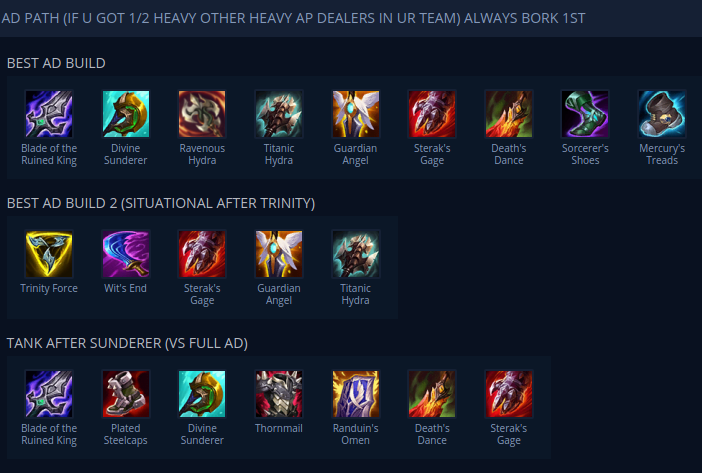 AD PATH (IF U GOT 1/2 HEAVY OTHER HEAVY AP DEALERS IN UR TEAM) ALWAYS BORK 1ST
BEST AD BUILD
Blade of the Ruined King
Divine Sunderer
Ravenous Hydra
Titanic Hydra
Guardian Angel
Sterak's Gage
Death's Dance
Sorcerer's Shoes
Mercury's Treads
BEST AD BUILD 2 (SITUATIONAL AFTER TRINITY)
Trinity Force
Wit's End
Sterak's Gage
Guardian Angel
Titanic Hydra
TANK AFTER SUNDERER (VS FULL AD)
Blade of the Ruined King
Plated Steelcaps
Divine Sunderer
Thornmail
Randuin's Omen
Death's Dance
Sterak's Gage